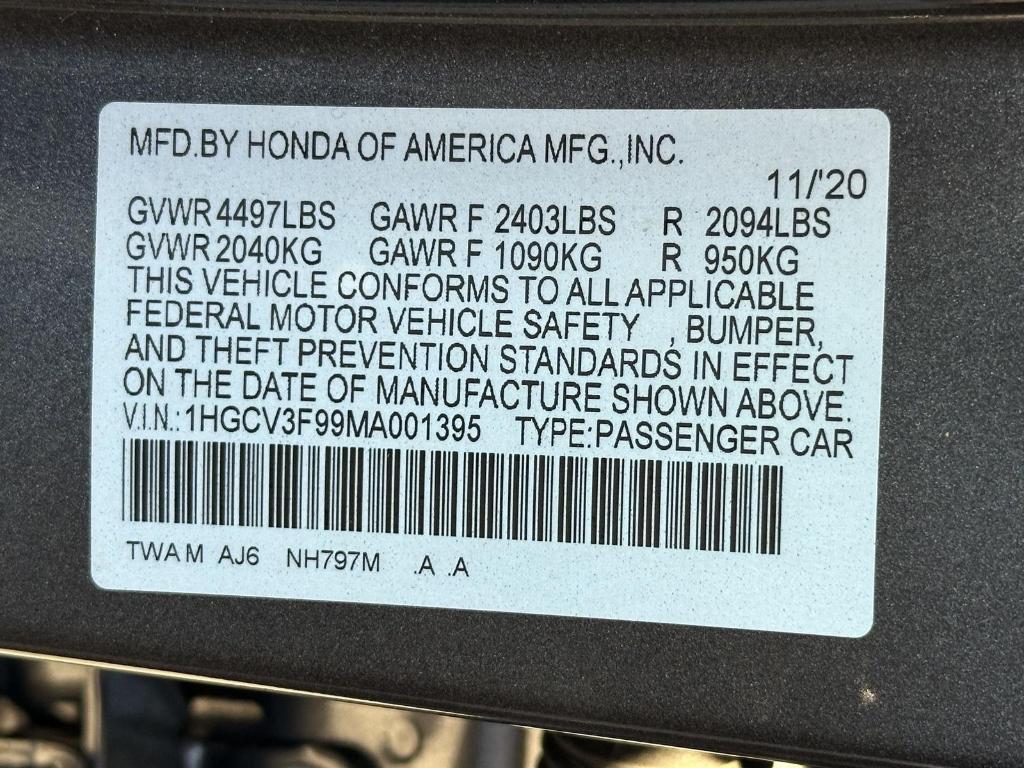 MFD.BY HONDA OF AMERICA MFG.,INC.
11/'20
GVWR 4497LBS GAWR F 2403LBS R 2094LBS
GVWR 2040KG GAWR F 1090KG R 950KG
THIS VEHICLE CONFORMS TO ALL APPLICABLE
FEDERAL MOTOR VEHICLE SAFETY , BUMPER,
AND THEFT PREVENTION STANDARDS IN EFFECT
ON THE DATE OF MANUFACTURE SHOWN ABOVE.
V.I.N.:1HGCV3F99MA001395 TYPE:PASSENGER CAR
TWA M AJ6 NH797M .A .A